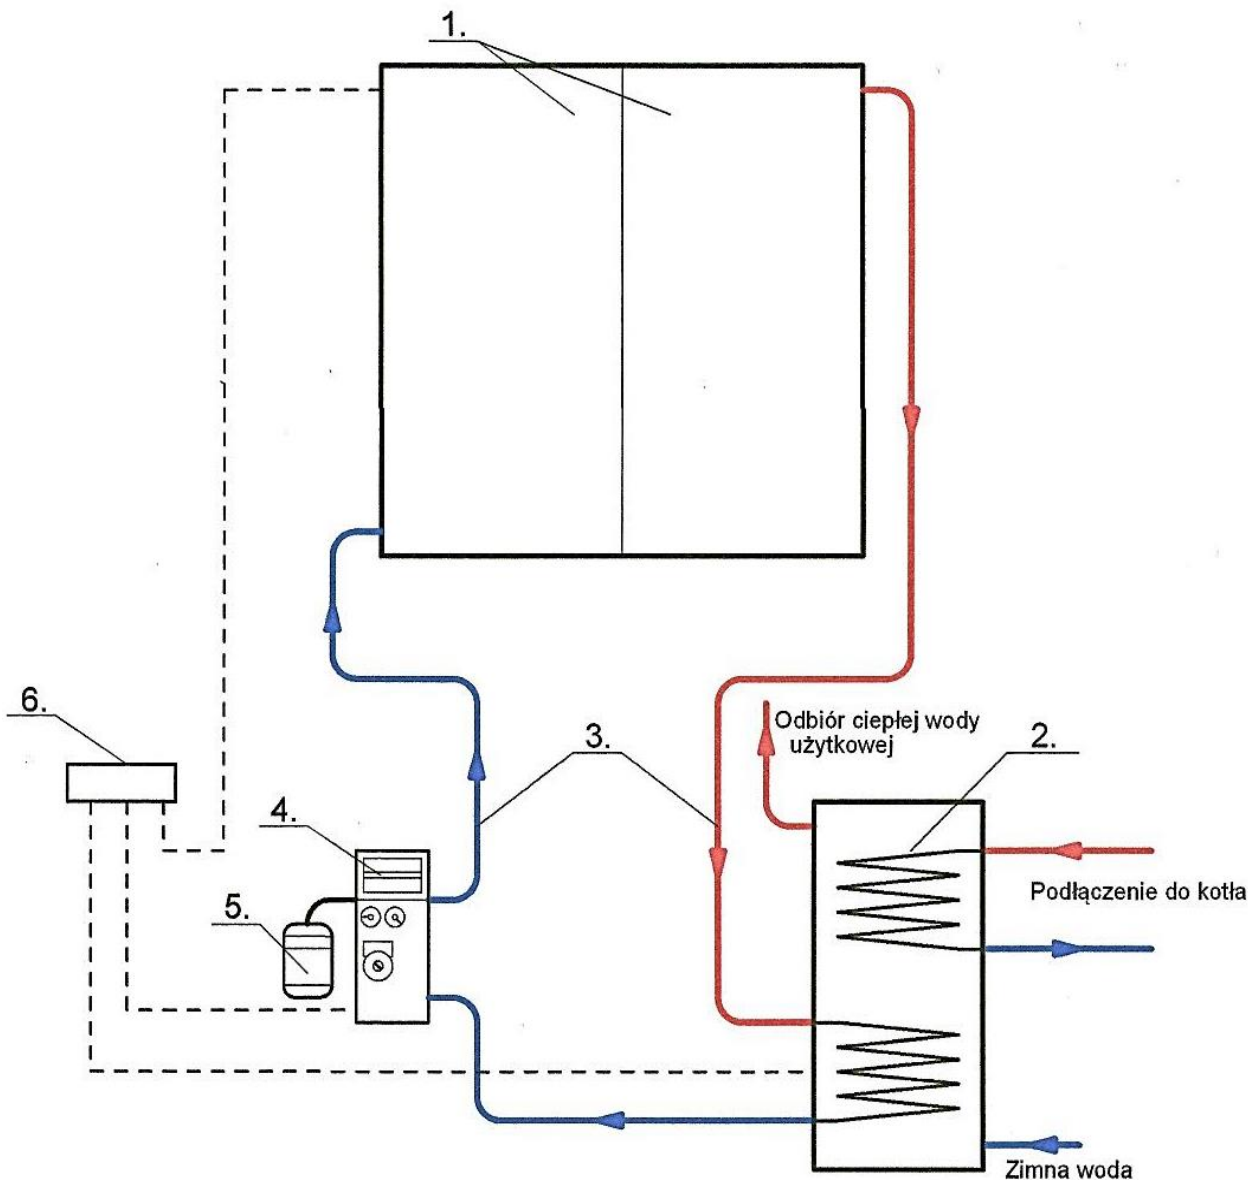 1.
6.
3.
Odbiór ciepłej wody
użytkowej
2.
4.
5.
Podłączenie do kotła
Zimna woda